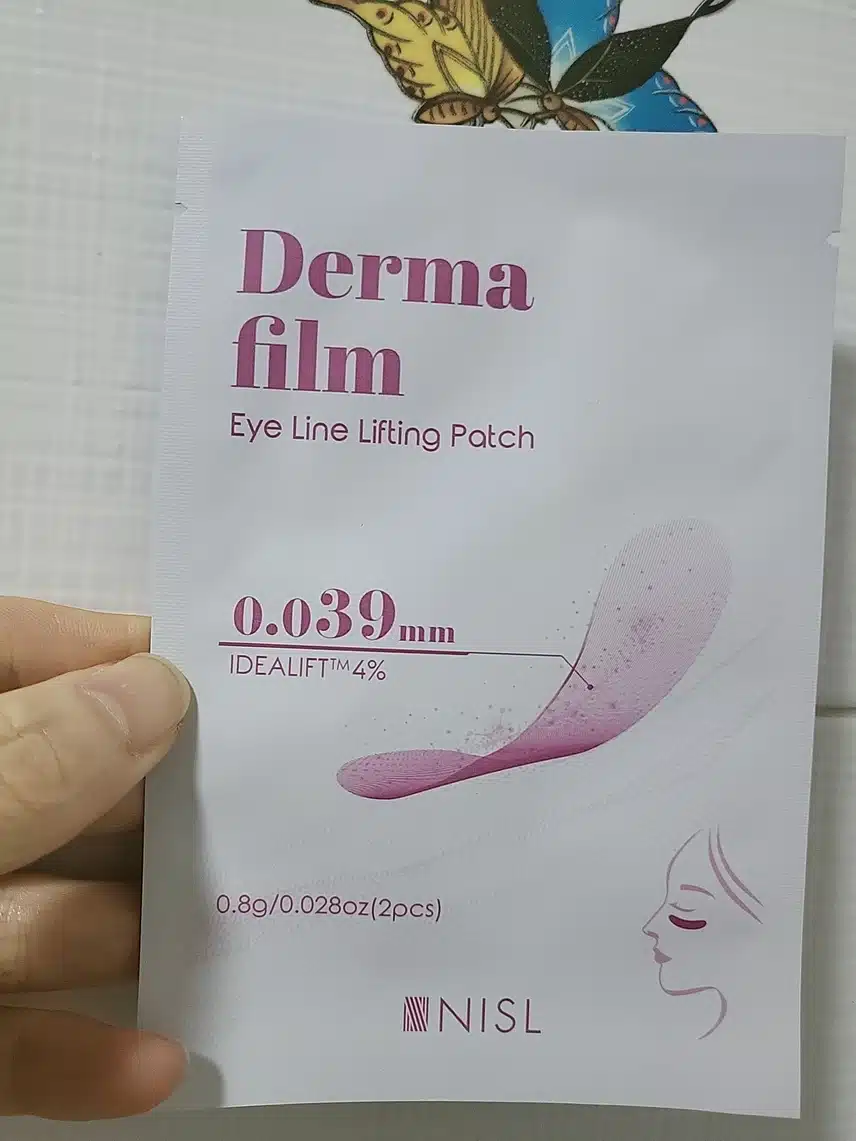 Derma
film
Eye Line Lifting Patch
0.039mm
IDEALIFT™4%
0.8g/0.028oz(2pcs)
NISL